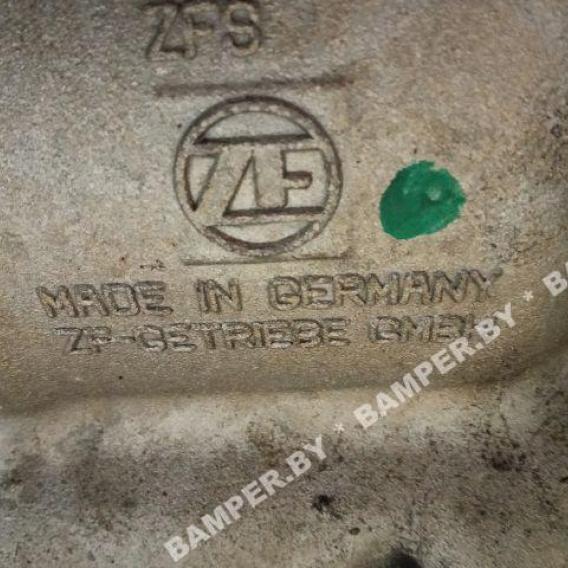 ZFS
ZF
MADE IN GERMANY
ZF-GETRIEBE GMBH
BAMPER.BY * BAMPER.BY * BA